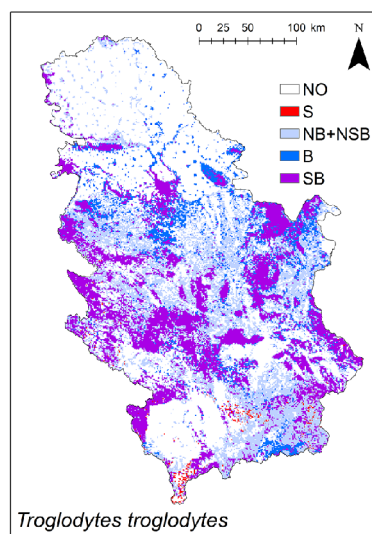 0 25 50 100 km
N
NO
S
NB+NSB
B
SB
Troglodytes troglodytes